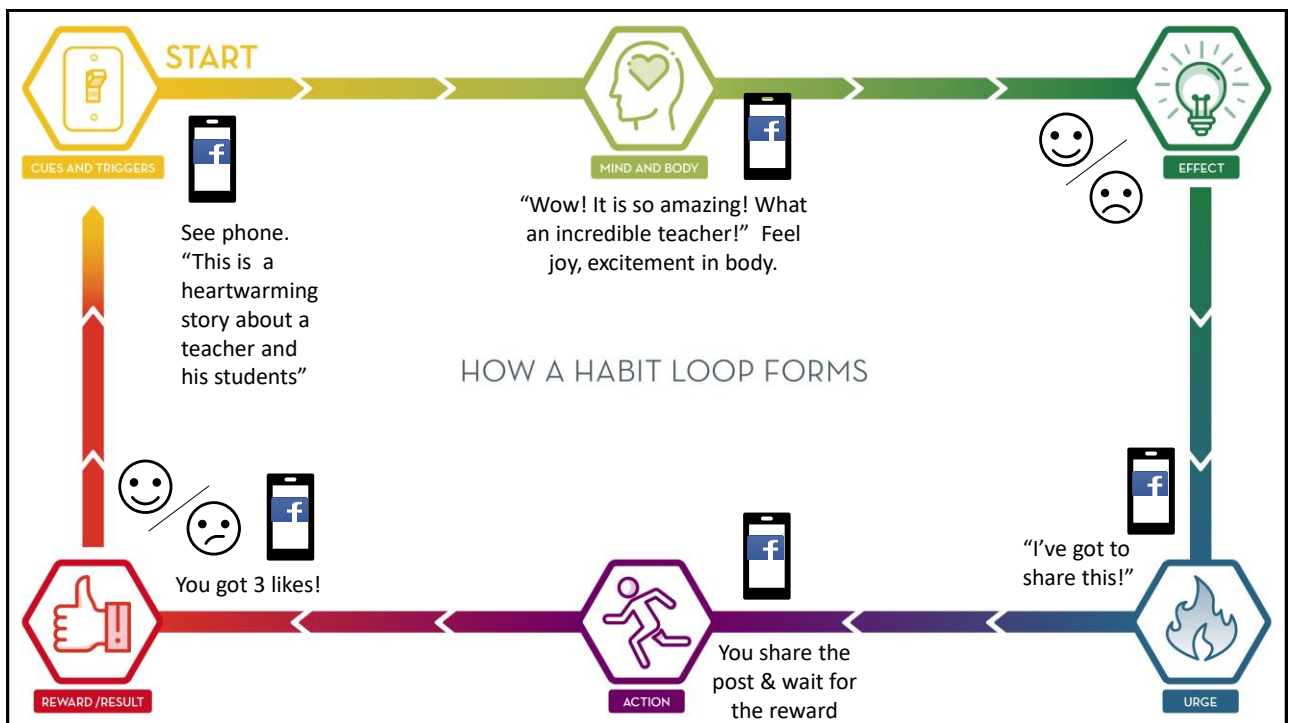 START
CUES AND TRIGGERS
See phone.
“This is a
heartwarming
story about a
teacher and
his students”
f
MIND AND BODY
f
“Wow! It is so amazing! What
an incredible teacher!” Feel
joy, excitement in body.
EFFECT
HOW A HABIT LOOP FORMS
f
“I’ve got to
share this!”
URGE
f
ACTION
You share the
post & wait for
the reward
f
You got 3 likes!
REWARD/RESULT